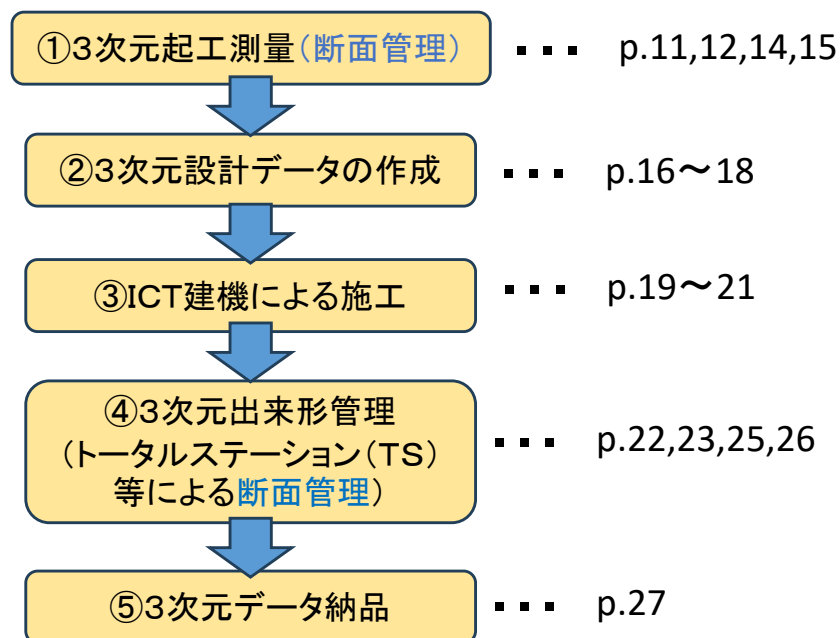 ①3次元起工測量(断面管理) ▪ ▪ ▪ p.11,12,14,15
②3次元設計データの作成 ▪ ▪ ▪ p.16～18
③ICT建機による施工 ▪ ▪ ▪ p.19～21
④3次元出来形管理
(トータルステーション(TS)
等による断面管理) ▪ ▪ ▪ p.22,23,25,26
⑤3次元データ納品 ▪ ▪ ▪ p.27